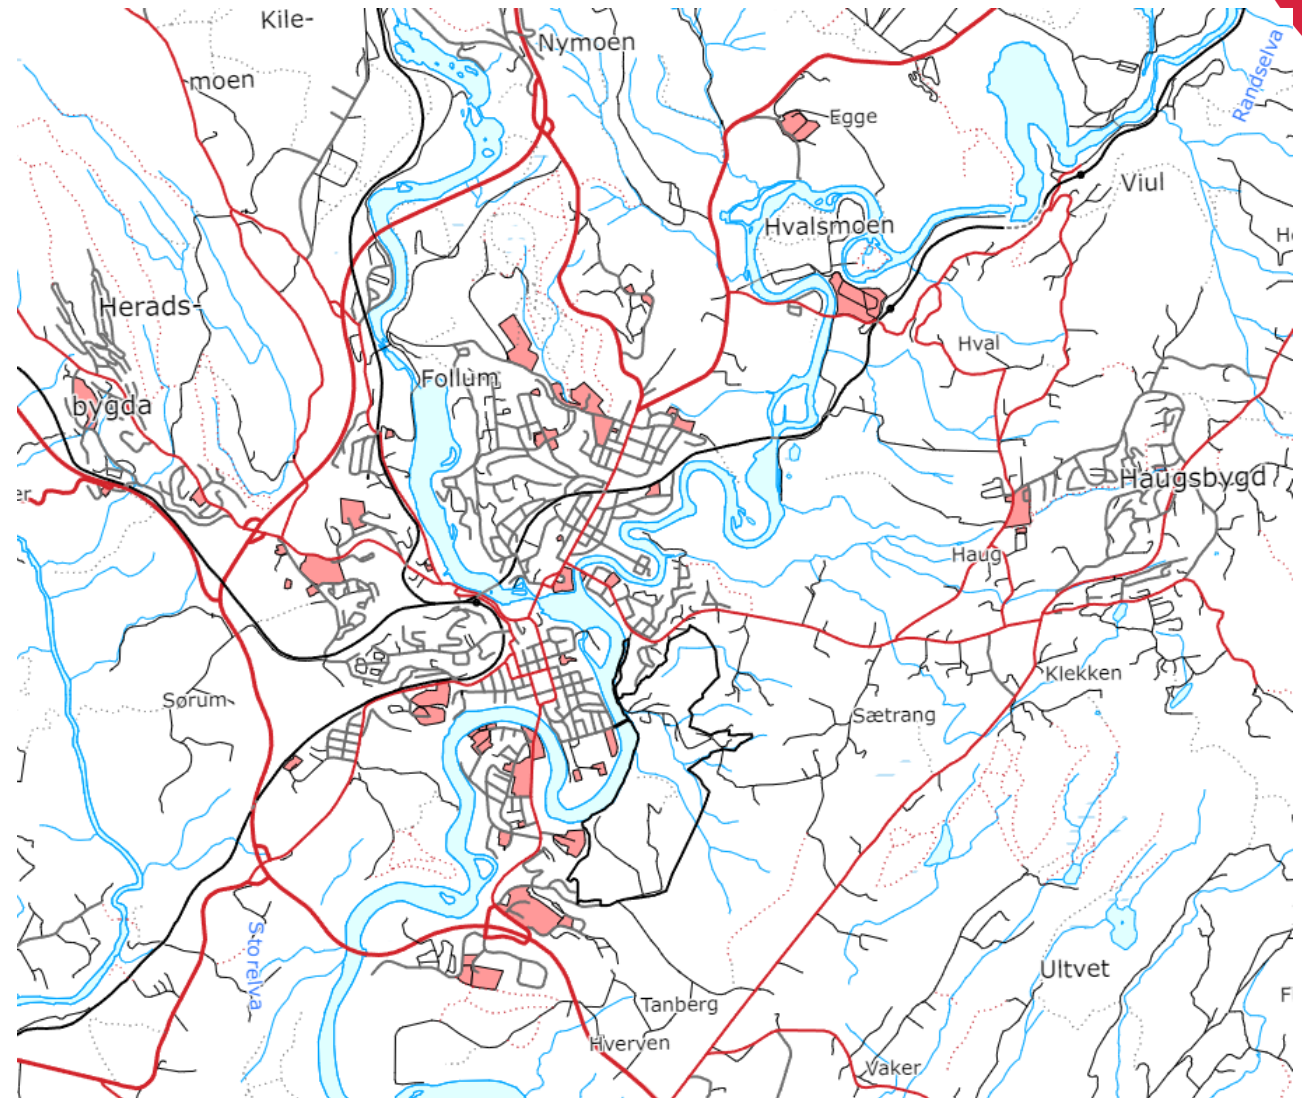 Kile-
Nymoen
moen
Randselva
Egge
Viul
Hvalsmoen
Herads-
Hval
Follum
bygda
Haugsbygd
er
Haug
Klekken
Sørum
Sætrang
Storelva
Ultvet
Tanberg
Hverven
Vaker